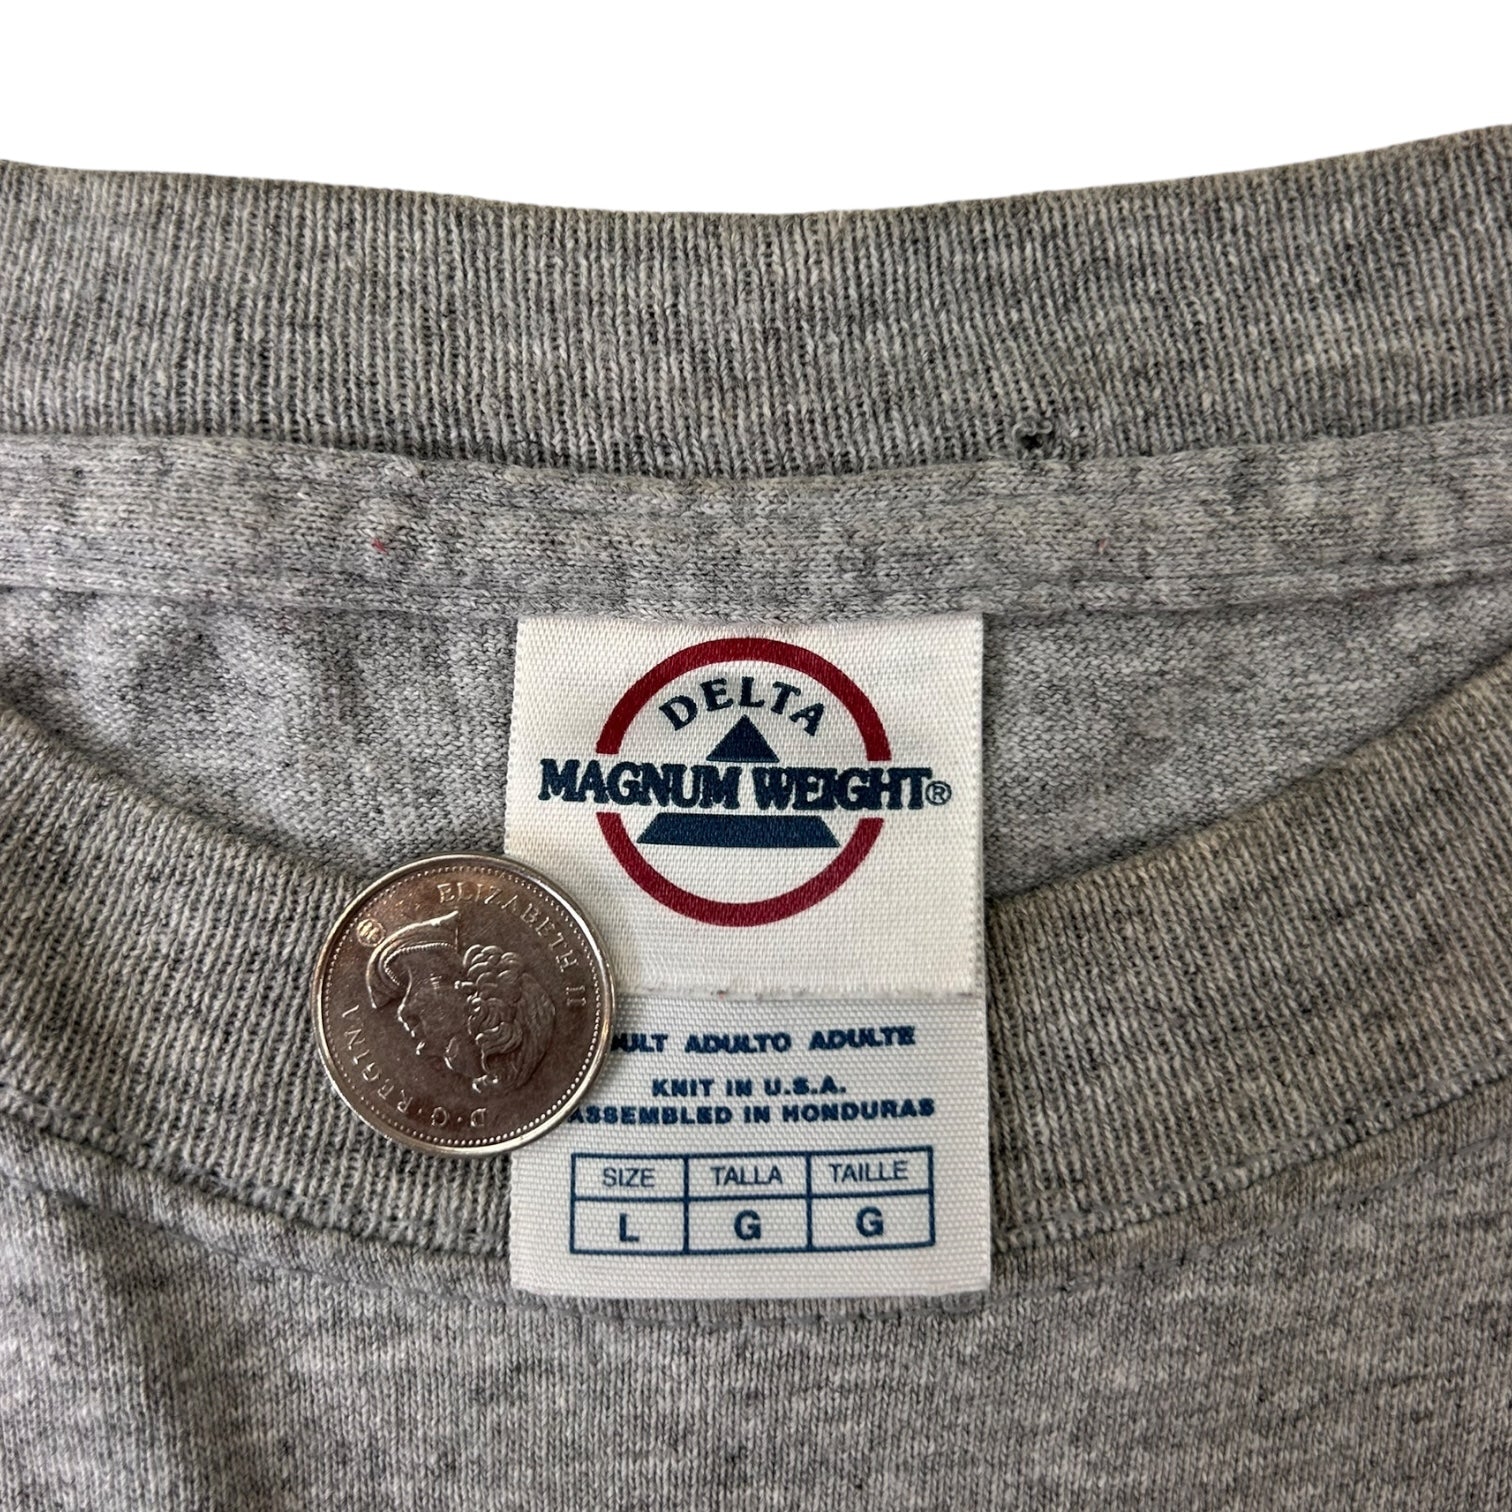 DELTA
MAGNUM WEIGHT®
ELIZABETH II
D·G·REGINA
ADULTO ADULTE
KNIT IN U.S.A.
ASSEMBLED IN HONDURAS
SIZE TALLA TAILLE
L G G